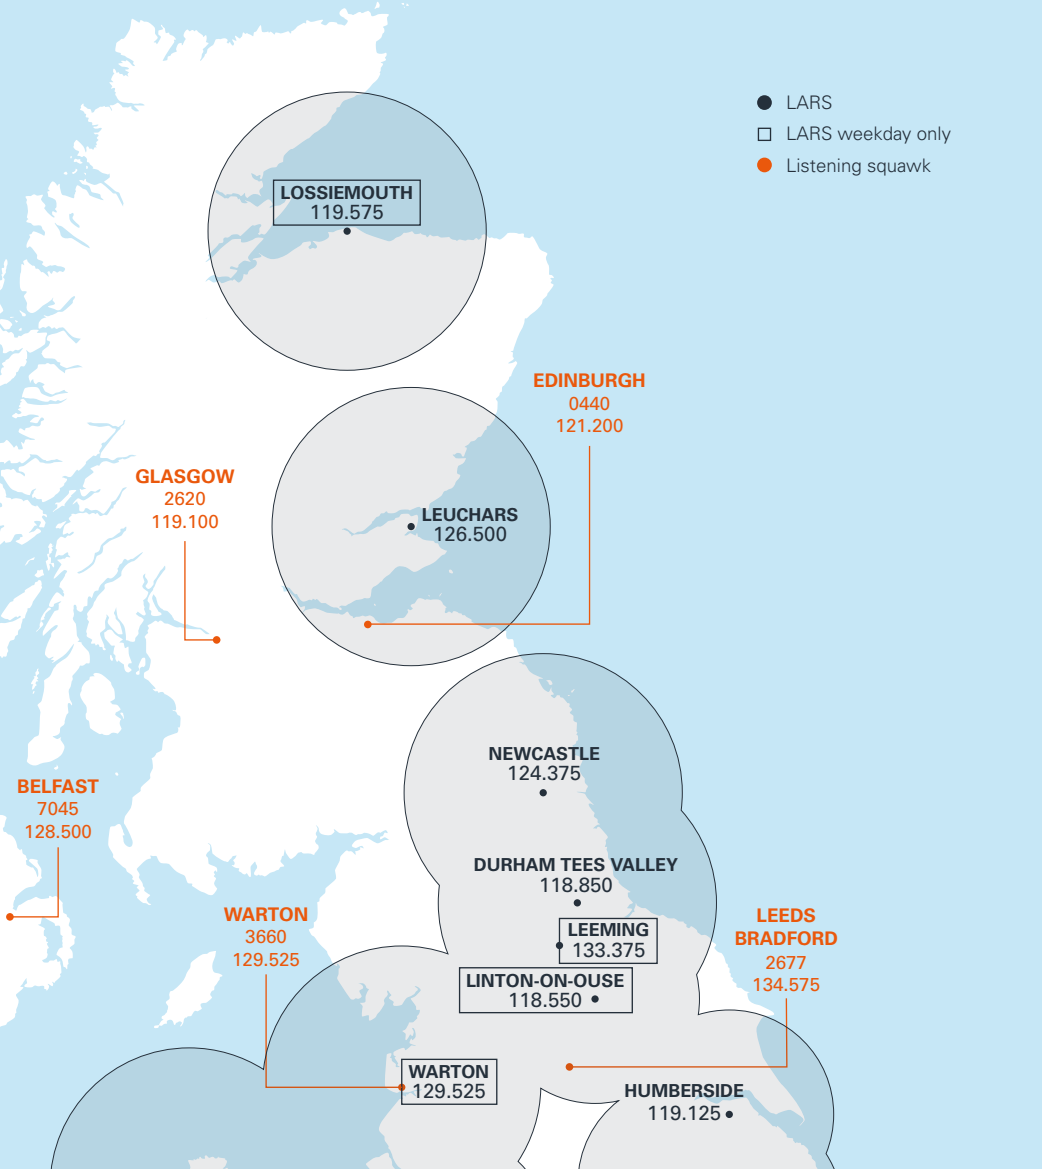 LARS
LARS weekday only
Listening squawk
LOSSIEMOUTH
119.575
EDINBURGH
0440
121.200
GLASGOW
2620
119.100
LEUCHARS
126.500
NEWCASTLE
124.375
BELFAST
7045
128.500
DURHAM TEES VALLEY
118.850
WARTON
3660
129.525
LEEMING
133.375
LEEDS
BRADFORD
2677
134.575
LINTON-ON-OUSE
118.550
WARTON
129.525
HUMBERSIDE
119.125